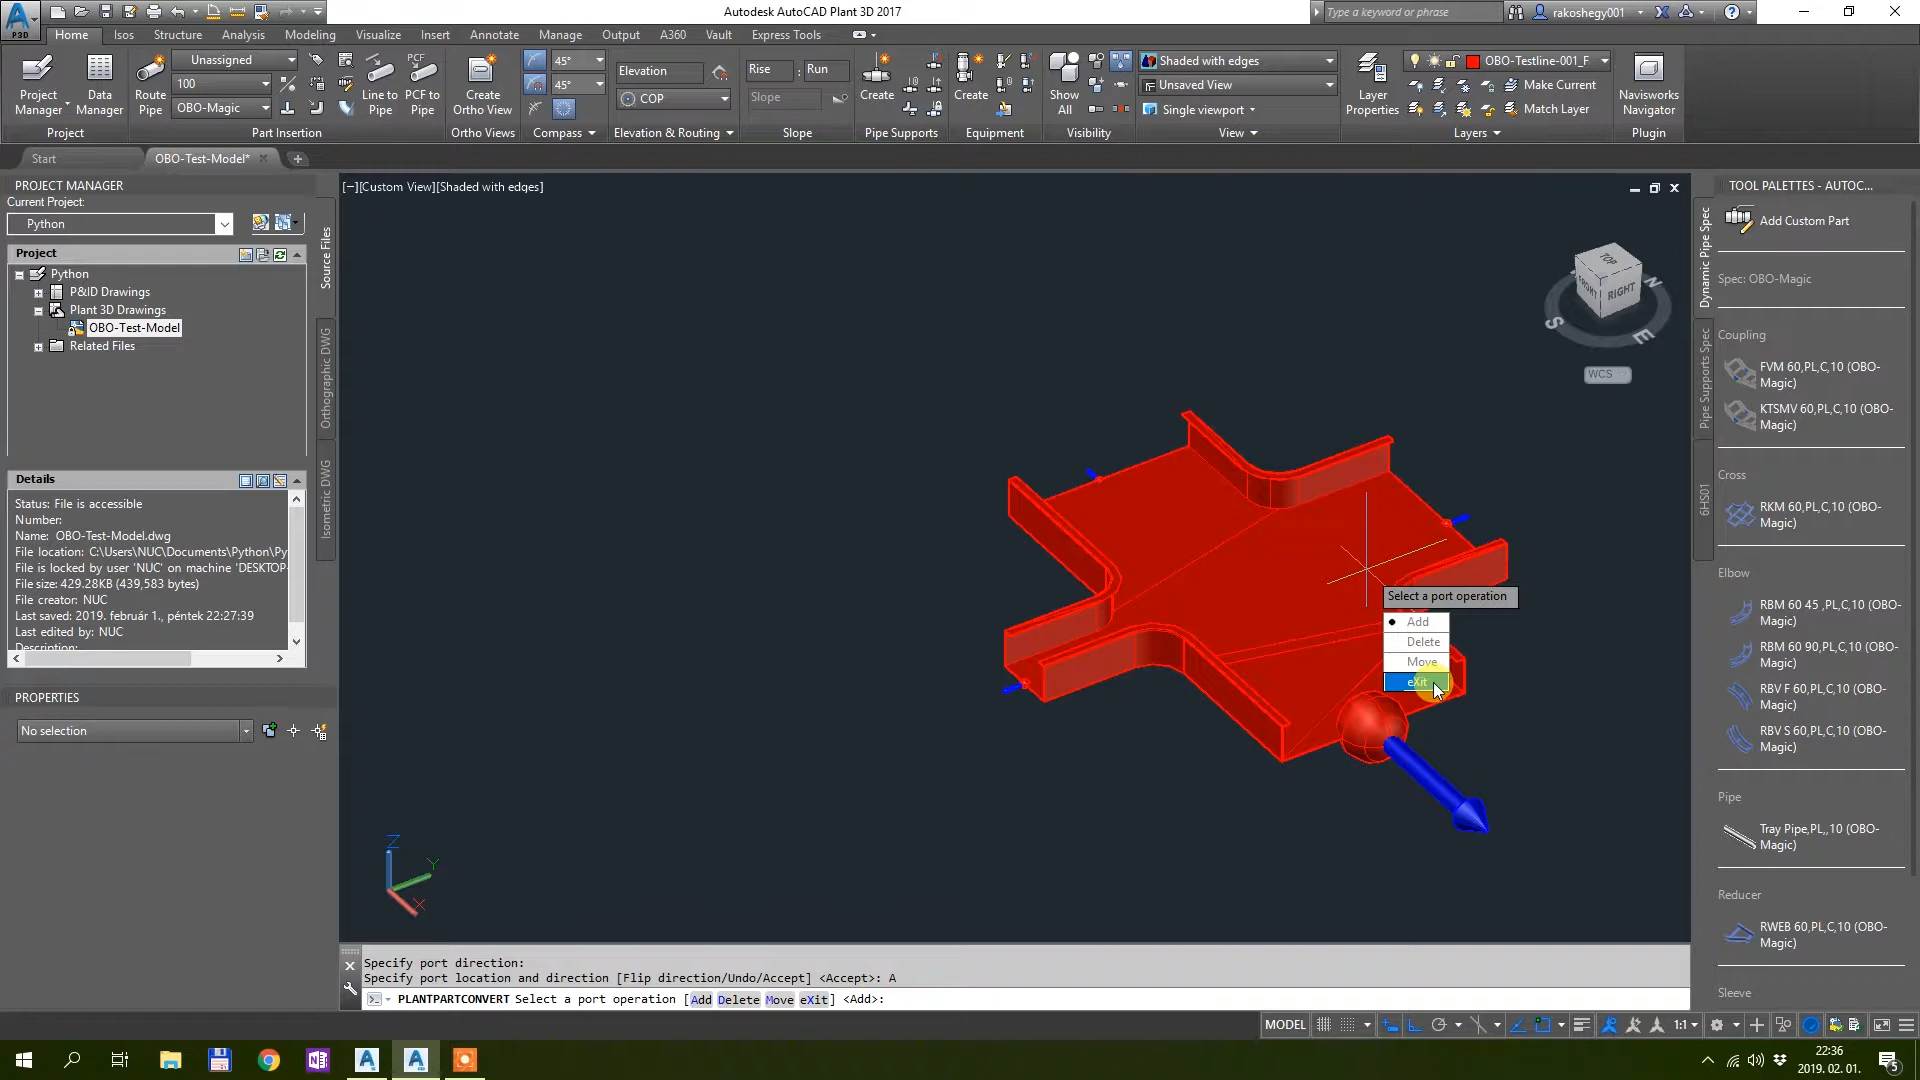 Autodesk AutoCAD Plant 3D 2017
Type a keyword or phrase
rakoshegy001
P3D
Home
Isos
Structure
Analysis
Modeling
Visualize
Insert
Annotate
Manage
Output
A360
Vault
Express Tools
Project Manager
Data Manager
Project
Route Pipe
Unassigned
100
OBO-Magic
Line to Pipe
PCF to Pipe
PCF
Part Insertion
Create Ortho View
Ortho Views
45°
45°
Compass
Elevation
COP
Elevation & Routing
Rise
Run
Slope
Slope
Create
Pipe Supports
Create
Equipment
Show All
Visibility
Shaded with edges
Unsaved View
Single viewport
View
Layer Properties
OBO-Testline-001_F
Make Current
Match Layer
Layers
Navisworks Navigator
Plugin
Start
OBO-Test-Model*
PROJECT MANAGER
Current Project:
Python
Project
Python
P&ID Drawings
Plant 3D Drawings
OBO-Test-Model
Related Files
Source Files
Orthographic DWG
Isometric DWG
Details
Status: File is accessible
Number:
Name: OBO-Test-Model.dwg
File location: C:\Users\NUC\Documents\Python\Py
File is locked by user 'NUC' on machine 'DESKTOP-
File size: 429.28KB (439,583 bytes)
File creator: NUC
Last saved: 2019. február 1., péntek 22:27:39
Last edited by: NUC
Description:
PROPERTIES
No selection
[−][Custom View][Shaded with edges]
TOP
FRONT
RIGHT
N
S
E
WCS
Select a port operation
Add
Delete
Move
eXit
Z
Y
X
Specify port direction:
Specify port location and direction [Flip direction/Undo/Accept] <Accept>: A
PLANTPARTCONVERT Select a port operation [Add Delete Move eXit] <Add>:
TOOL PALETTES - AUTOC...
Dynamic Pipe Spec
Pipe Supports Spec
6HS01
Add Custom Part
Spec: OBO-Magic
Coupling
FVM 60,PL,C,10 (OBO-
Magic)
KTSMV 60,PL,C,10 (OBO-
Magic)
Cross
RKM 60,PL,C,10 (OBO-
Magic)
Elbow
RBM 60 45 ,PL,C,10 (OBO-
Magic)
RBM 60 90,PL,C,10 (OBO-
Magic)
RBV F 60,PL,C,10 (OBO-
Magic)
RBV S 60,PL,C,10 (OBO-
Magic)
Pipe
Tray Pipe,PL,,10 (OBO-
Magic)
Reducer
RWEB 60,PL,C,10 (OBO-
Magic)
Sleeve
MODEL
1:1
22:36
2019. 02. 01.
5